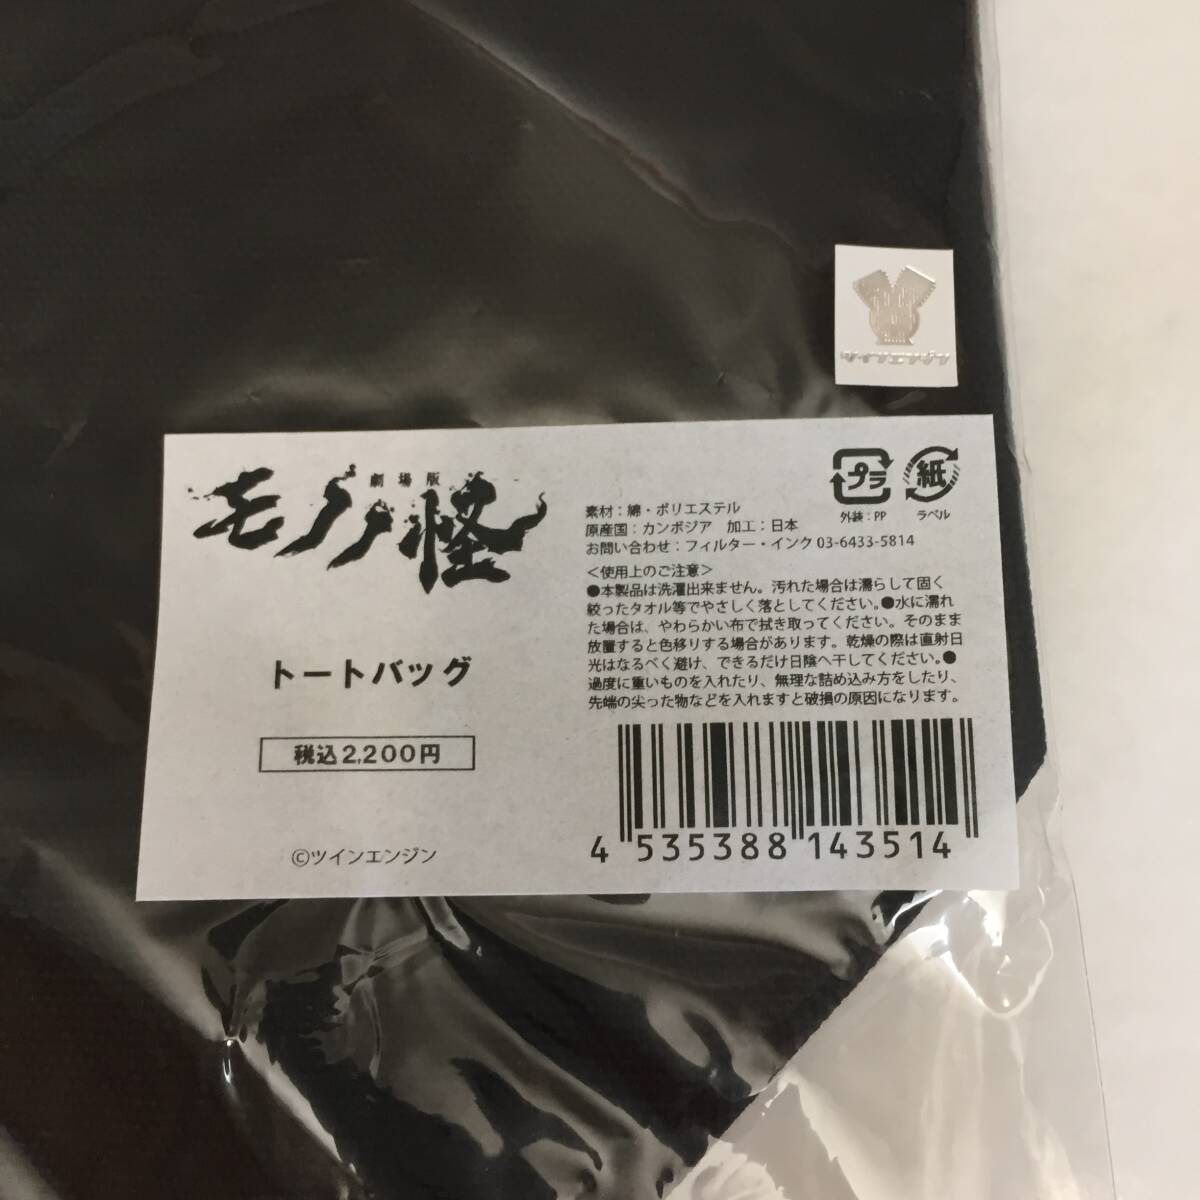 ツインエンジン
劇場版
モノノ怪
トートバッグ
税込2,200円
©ツインエンジン
プラ
外装：PP
紙
ラベル
素材：綿・ポリエステル
原産国：カンボジア　加工：日本
お問い合わせ：フィルター・インク 03-6433-5814
＜使用上のご注意＞
●本製品は洗濯出来ません。汚れた場合は濡らして固く
絞ったタオル等でやさしく落としてください。●水に濡れ
た場合は、やわらかい布で拭き取ってください。そのまま
放置すると色移りする場合があります。乾燥の際は直射日
光はなるべく避け、できるだけ日陰へ干してください。●
過度に重いものを入れたり、無理な詰め込み方をしたり、
先端の尖った物などを入れますと破損の原因になります。
4 535388 143514